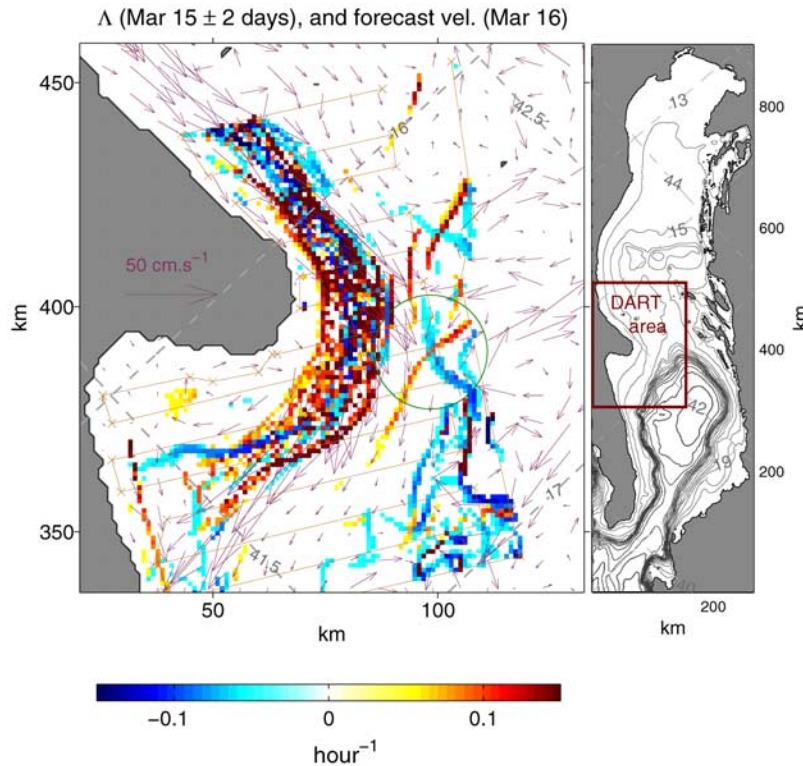 Λ (Mar 15 ± 2 days), and forecast vel. (Mar 16)
450
400
350
km
50
100
km
16
42.5
50 cm.s⁻¹
17
41.5
13
44
15
DART
area
42
19
40
800
600
400
200
km
200
km
−0.1
0
0.1
hour⁻¹